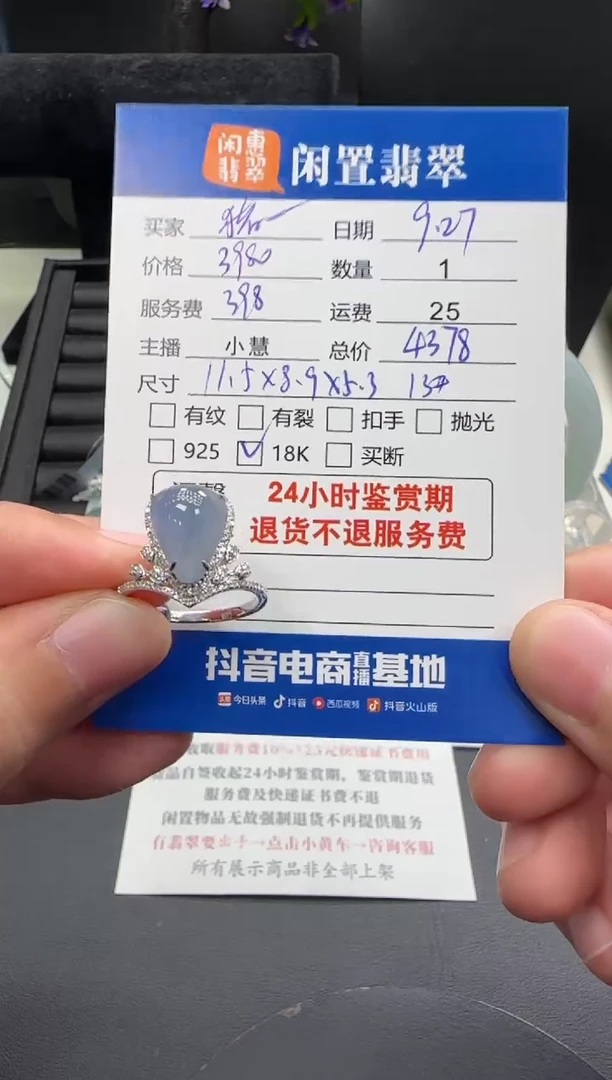 闲惠翡翠 闲置翡翠
买家 日期 9.27
价格 3980 数量 1
服务费 398 运费 25
主播 小慧 总价 4378
尺寸 11.5×8.9×5.3 13#
有纹 有裂 扣手 抛光
925 18K 买断
24小时鉴赏期
退货不退服务费
抖音电商直播基地
头条 今日头条 抖音 西瓜视频 抖音火山版
收取服务费10%+25元快递证书费用
品自签收起24小时鉴赏期，鉴赏期退货
服务费及快递证书费不退
闲置物品无故强制退货不再提供服务
有翡翠要出手→点击小黄车→咨询客服
所有展示商品非全部上架